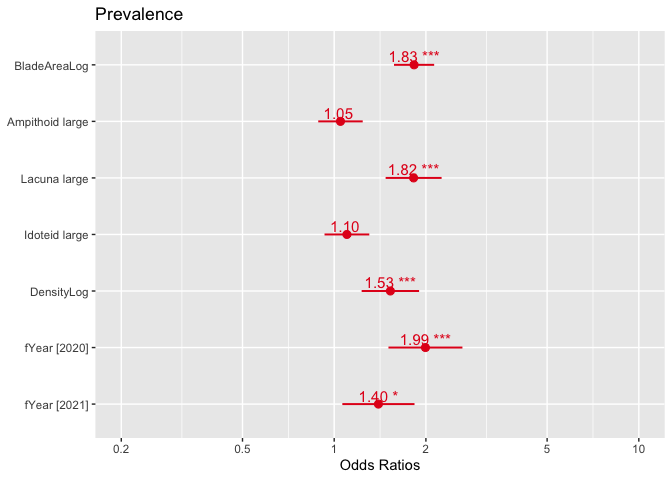 Prevalence
BladeAreaLog
1.83 ***
Ampithoid large
1.05
Lacuna large
1.82 ***
Idoteid large
1.10
DensityLog
1.53 ***
fYear [2020]
1.99 ***
fYear [2021]
1.40 *
0.2 0.5 1 2 5 10
Odds Ratios